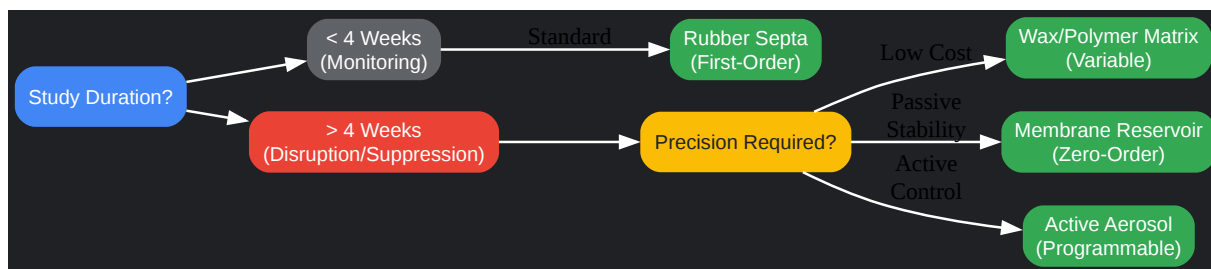 Study Duration?
< 4 Weeks
(Monitoring)
Standard
Rubber Septa
(First-Order)
> 4 Weeks
(Disruption/Suppression)
Precision Required?
Low Cost
Wax/Polymer Matrix
(Variable)
Passive
Stability
Membrane Reservoir
(Zero-Order)
Active
Control
Active Aerosol
(Programmable)